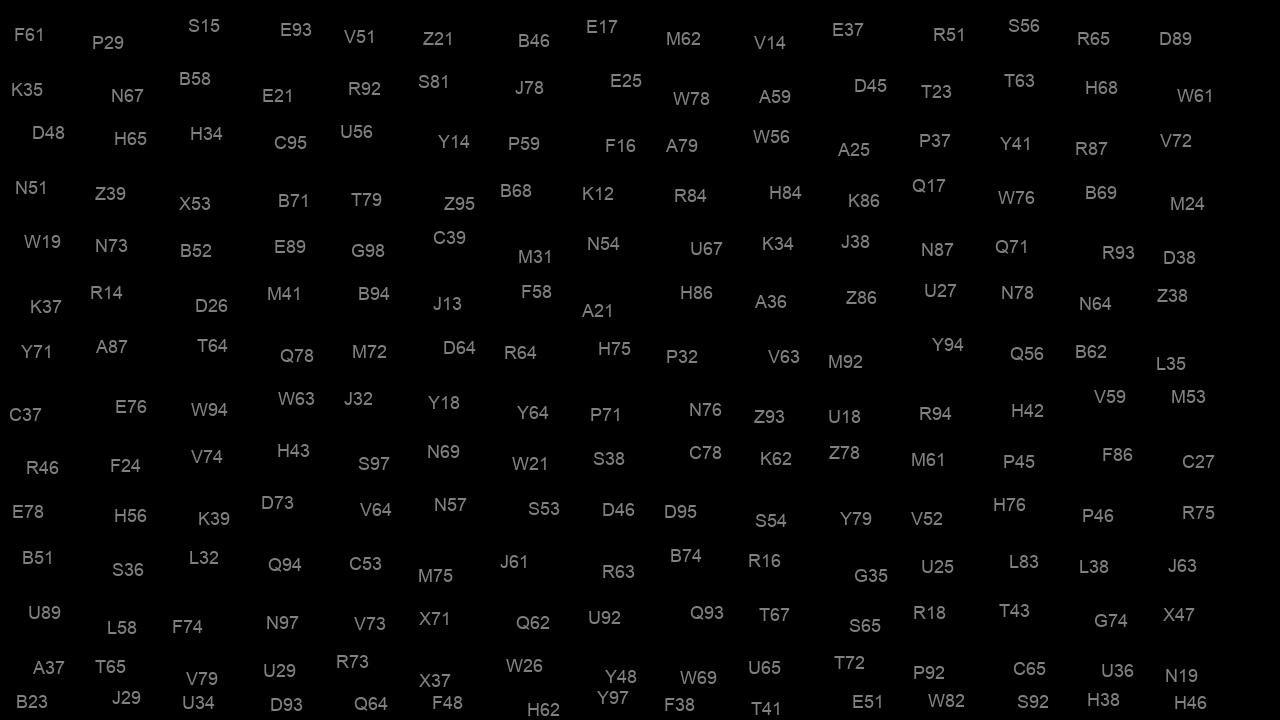 F61 P29 S15 E93 V51 Z21 B46 E17 M62 V14 E37 R51 S56 R65 D89
K35 N67 B58 E21 R92 S81 J78 E25 W78 A59 D45 T23 T63 H68 W61
D48 H65 H34 C95 U56 Y14 P59 F16 A79 W56 A25 P37 Y41 R87 V72
N51 Z39 X53 B71 T79 Z95 B68 K12 R84 H84 K86 Q17 W76 B69 M24
W19 N73 B52 E89 G98 C39 M31 N54 U67 K34 J38 N87 Q71 R93 D38
K37 R14 D26 M41 B94 J13 F58 A21 H86 A36 Z86 U27 N78 N64 Z38
Y71 A87 T64 Q78 M72 D64 R64 H75 P32 V63 M92 Y94 Q56 B62 L35
C37 E76 W94 W63 J32 Y18 Y64 P71 N76 Z93 U18 R94 H42 V59 M53
R46 F24 V74 H43 S97 N69 W21 S38 C78 K62 Z78 M61 P45 F86 C27
E78 H56 K39 D73 V64 N57 S53 D46 D95 S54 Y79 V52 H76 P46 R75
B51 S36 L32 Q94 C53 M75 J61 R63 B74 R16 G35 U25 L83 L38 J63
U89 L58 F74 N97 V73 X71 Q62 U92 Q93 T67 S65 R18 T43 G74 X47
A37 T65 V79 U29 R73 X37 W26 Y48 W69 U65 T72 P92 C65 U36 N19
B23 J29 U34 D93 Q64 F48 H62 Y97 F38 T41 E51 W82 S92 H38 H46